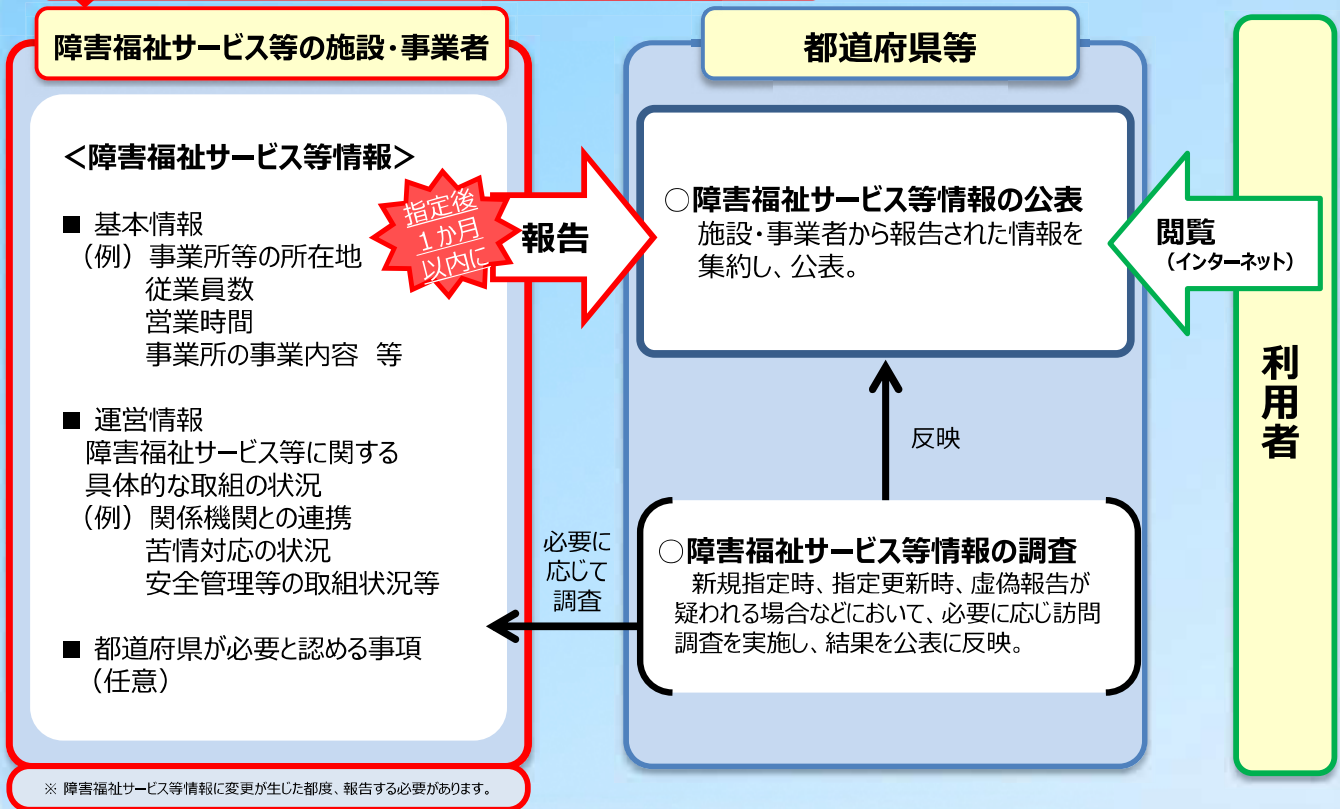 障害福祉サービス等の施設・事業者
＜障害福祉サービス等情報＞
■ 基本情報
（例）事業所等の所在地
従業員数
営業時間
事業所の事業内容 等
■ 運営情報
障害福祉サービス等に関する
具体的な取組の状況
（例）関係機関との連携
苦情対応の状況
安全管理等の取組状況等
■ 都道府県が必要と認める事項
（任意）
※ 障害福祉サービス等情報に変更が生じた都度、報告する必要があります。
指定後
１か月
以内に
報告
都道府県等
○障害福祉サービス等情報の公表
施設・事業者から報告された情報を
集約し、公表。
反映
○障害福祉サービス等情報の調査
新規指定時、指定更新時、虚偽報告が
疑われる場合などにおいて、必要に応じ訪問
調査を実施し、結果を公表に反映。
必要に
応じて
調査
閲覧
（インターネット）
利用者